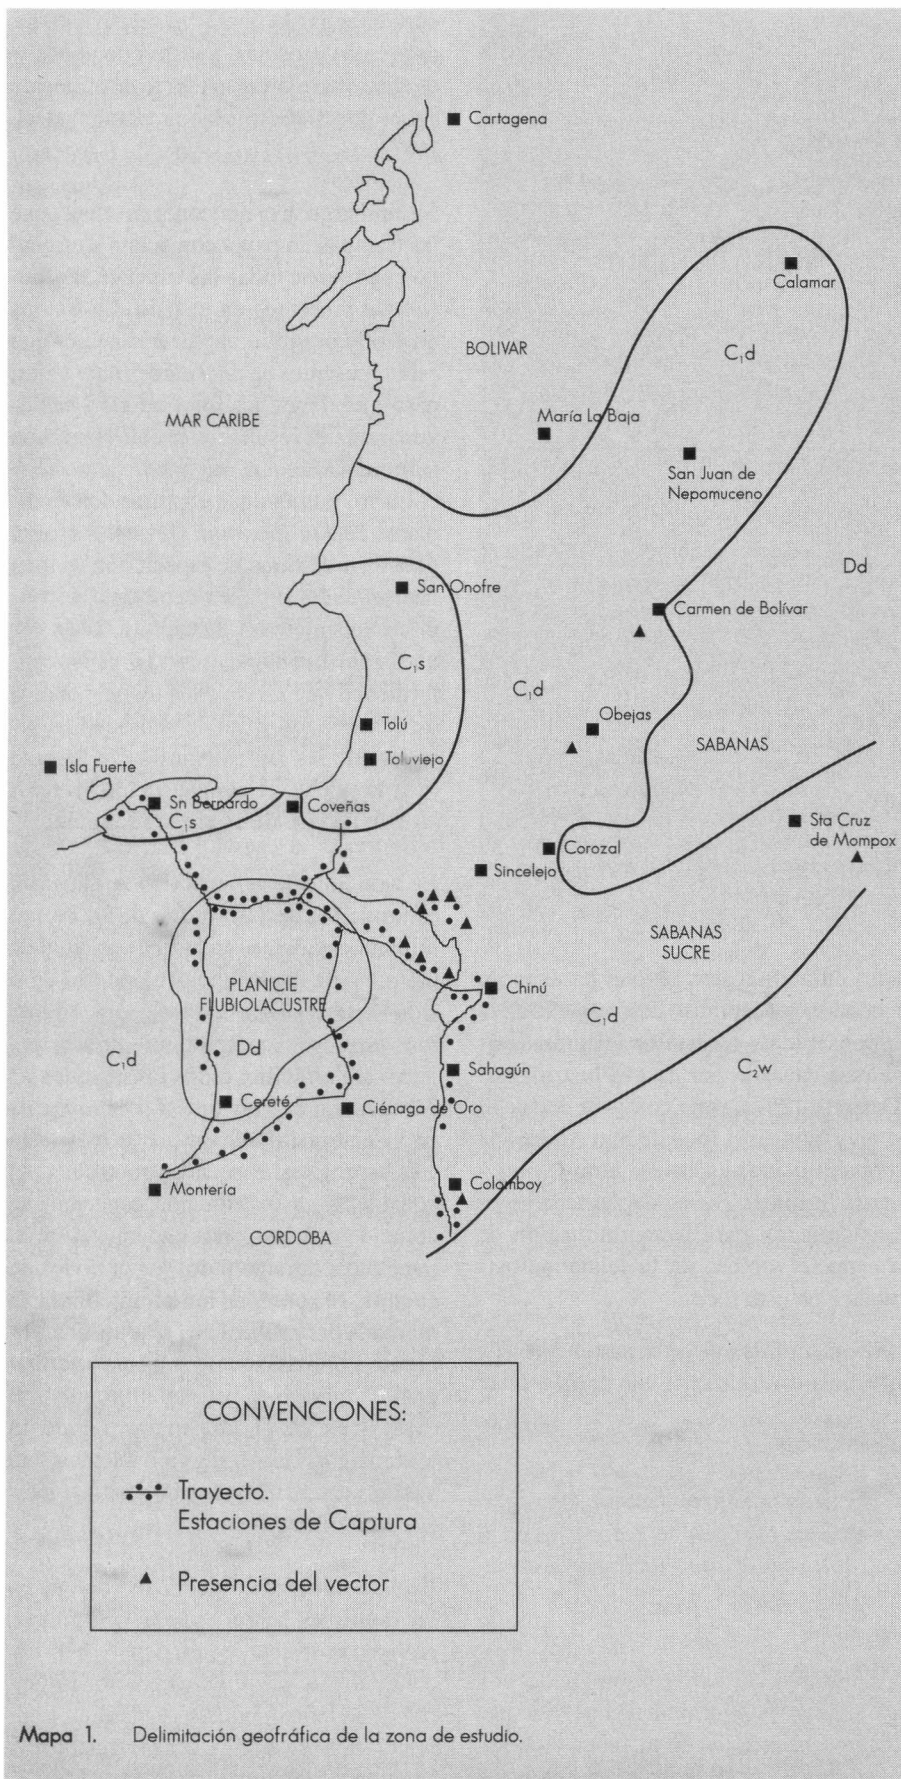 Cartagena
Calamar
BOLIVAR
C₁d
MAR CARIBE
María La Baja
San Juan de
Nepomuceno
Dd
San Onofre
Carmen de Bolívar
C₁s
C₁d
Obejas
Tolú
SABANAS
Toluviejo
Isla Fuerte
Sn Bernardo
Coveñas
C₁s
Sta Cruz
de Mompox
Corozal
Sincelejo
SABANAS
SUCRE
PLANICIE
FLUBIOLACUSTRE
Chinú
C₁d
Dd
C₁d
C₂w
Sahagún
Cereté
Ciénaga de Oro
Montería
Colomboy
CORDOBA
CONVENCIONES:
Trayecto.
Estaciones de Captura
Presencia del vector
Mapa 1. Delimitación geofráfica de la zona de estudio.